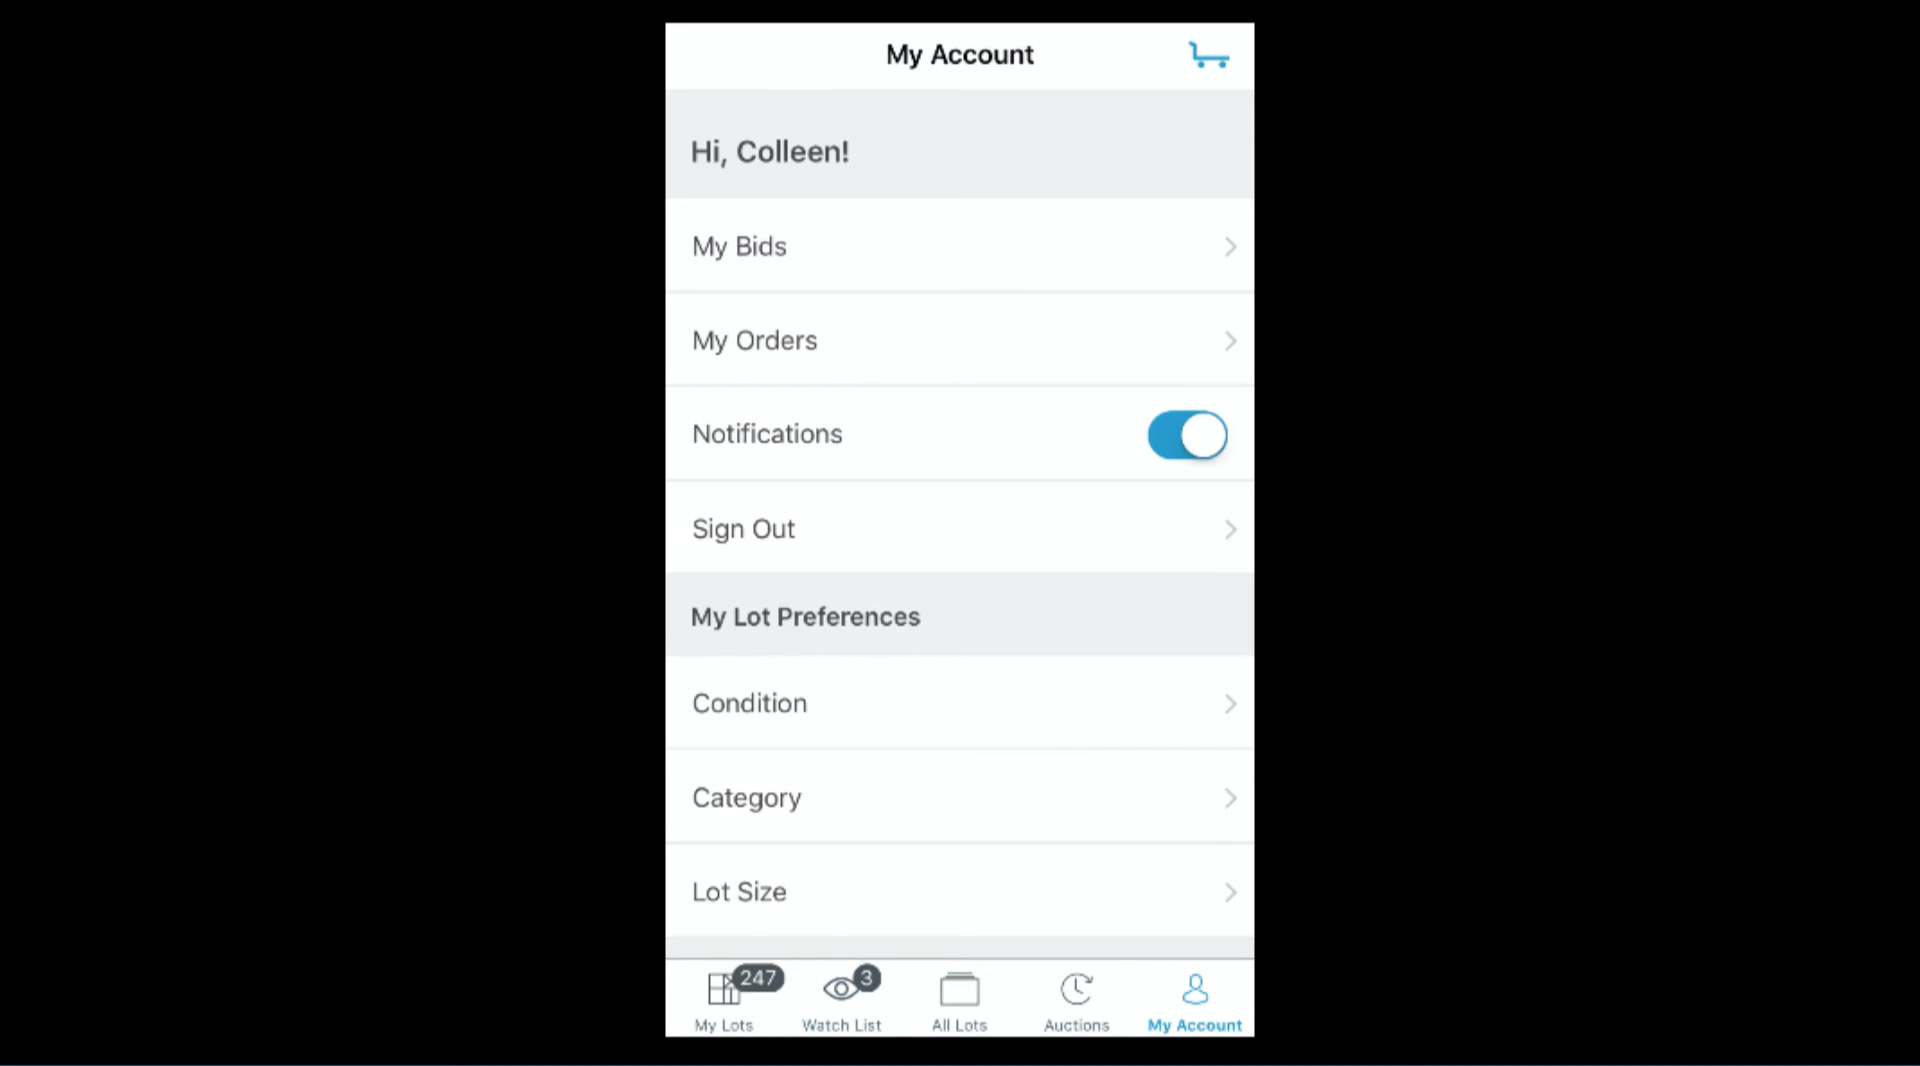 My Account
Hi, Colleen!
My Bids
My Orders
Notifications
Sign Out
My Lot Preferences
Condition
Category
Lot Size
247
3
My Lots
Watch List
All Lots
Auctions
My Account